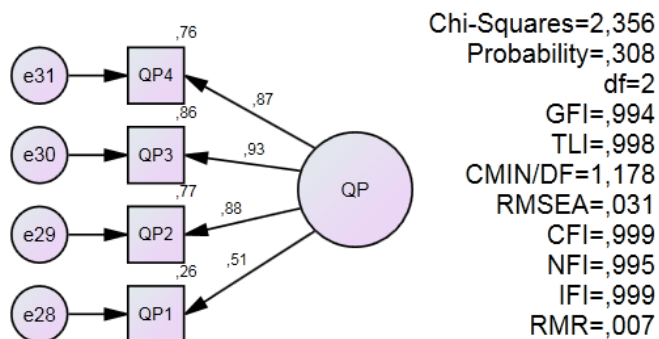 ,76
e31 QP4
,87
,86
e30 QP3
,93
,77
QP
e29 QP2
,88
,26
,51
e28 QP1
Chi-Squares=2,356
Probability=,308
df=2
GFI=,994
TLI=,998
CMIN/DF=1,178
RMSEA=,031
CFI=,999
NFI=,995
IFI=,999
RMR=,007